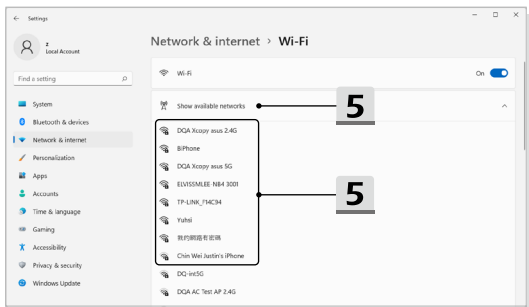 Settings
z
Local Account
Find a setting
System
Bluetooth & devices
Network & internet
Personalization
Apps
Accounts
Time & language
Gaming
Accessibility
Privacy & security
Windows Update
Network & internet > Wi-Fi
Wi-Fi
On
Show available networks
5
DQA Xcopy asus 2.4G
BiPhone
DQA Xcopy asus 5G
ELVISSMLEE-NB4 3001
TP-LINK_F14C94
5
Yuhsi
我的網路有密碼
Chin Wei Justin's iPhone
DQ-int5G
DQA AC Test AP 2.4G